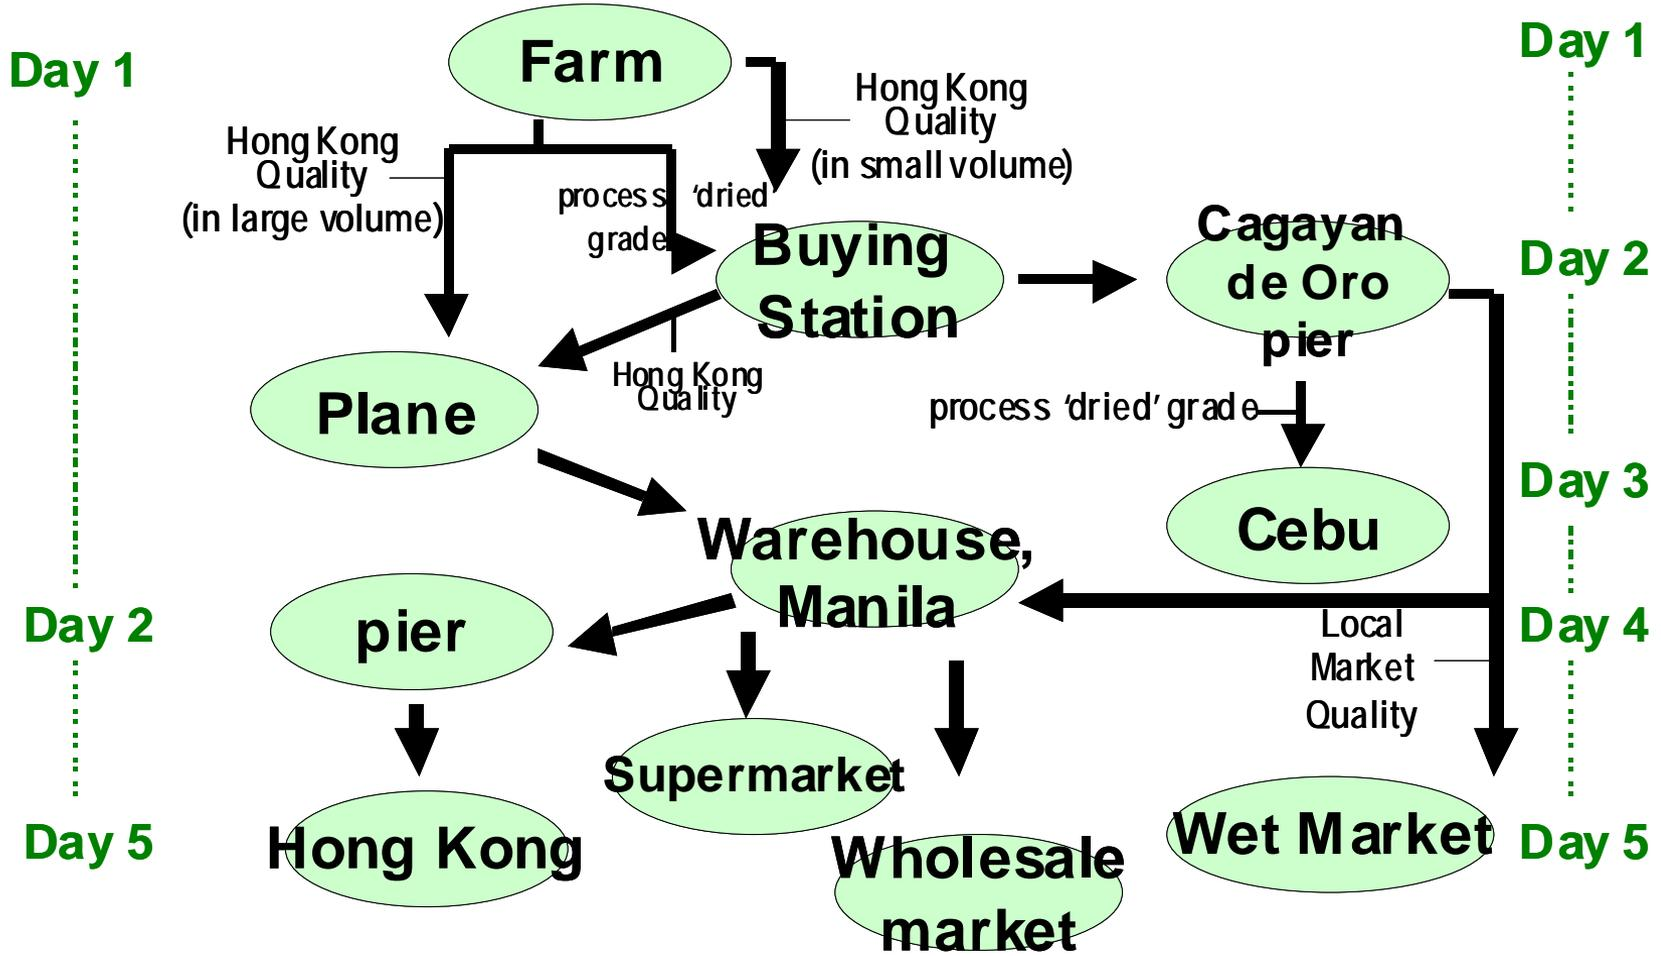 Day 1
Farm
Day 1
Hong Kong
Quality
(in small volume)
Hong Kong
Quality
(in large volume)
process 'dried'
grade
Buying
Station
Cagayan
de Oro
pier
Day 2
Hong Kong
Quality
Plane
process 'dried' grade
Day 3
Warehouse,
Manila
Cebu
Day 2
pier
Day 4
Local
Market
Quality
Supermarket
Day 5
Hong Kong
Wholesale
market
Wet Market
Day 5